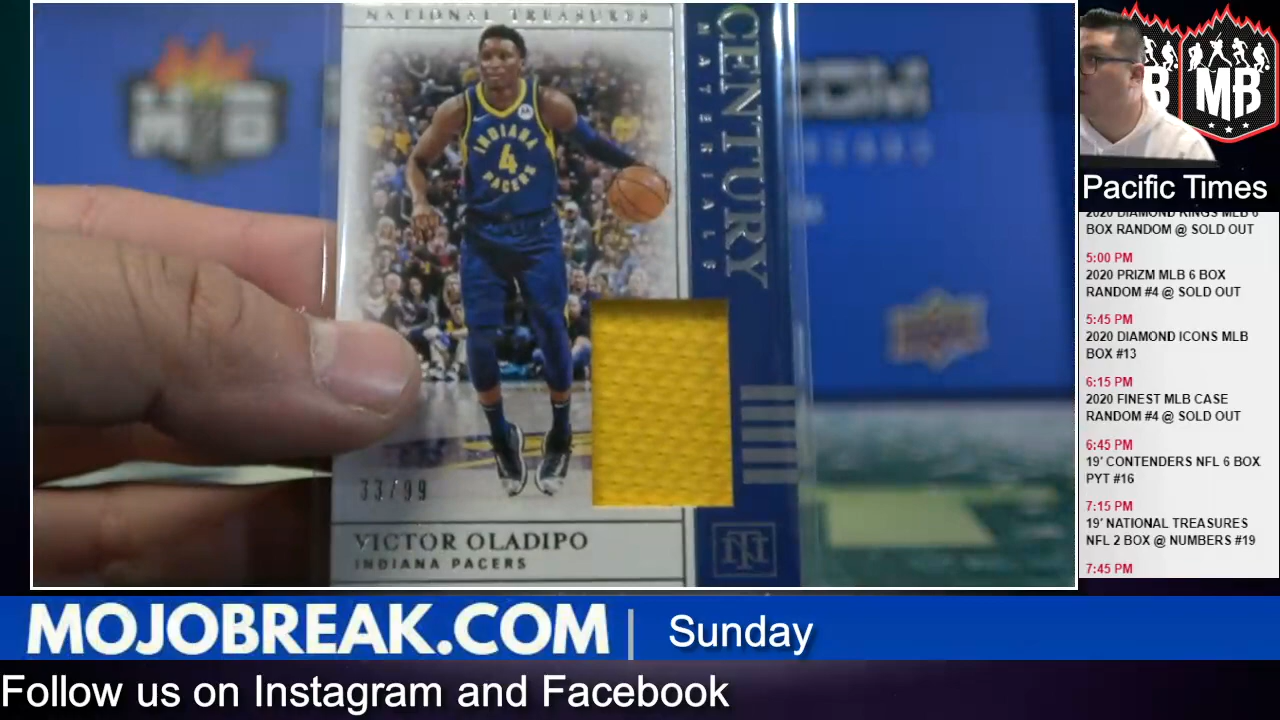 NATIONAL TREASURES
CENTURY
MATERIALS
INDIANA
4
PACERS
33/99
VICTOR OLADIPO
INDIANA PACERS
NT
MB
Pacific Times
2020 DIAMOND KINGS MLB 6
BOX RANDOM @ SOLD OUT
5:00 PM
2020 PRIZM MLB 6 BOX
RANDOM #4 @ SOLD OUT
5:45 PM
2020 DIAMOND ICONS MLB
BOX #13
6:15 PM
2020 FINEST MLB CASE
RANDOM #4 @ SOLD OUT
6:45 PM
19' CONTENDERS NFL 6 BOX
PYT #16
7:15 PM
19' NATIONAL TREASURES
NFL 2 BOX @ NUMBERS #19
7:45 PM
MOJOBREAK.COM | Sunday
Follow us on Instagram and Facebook